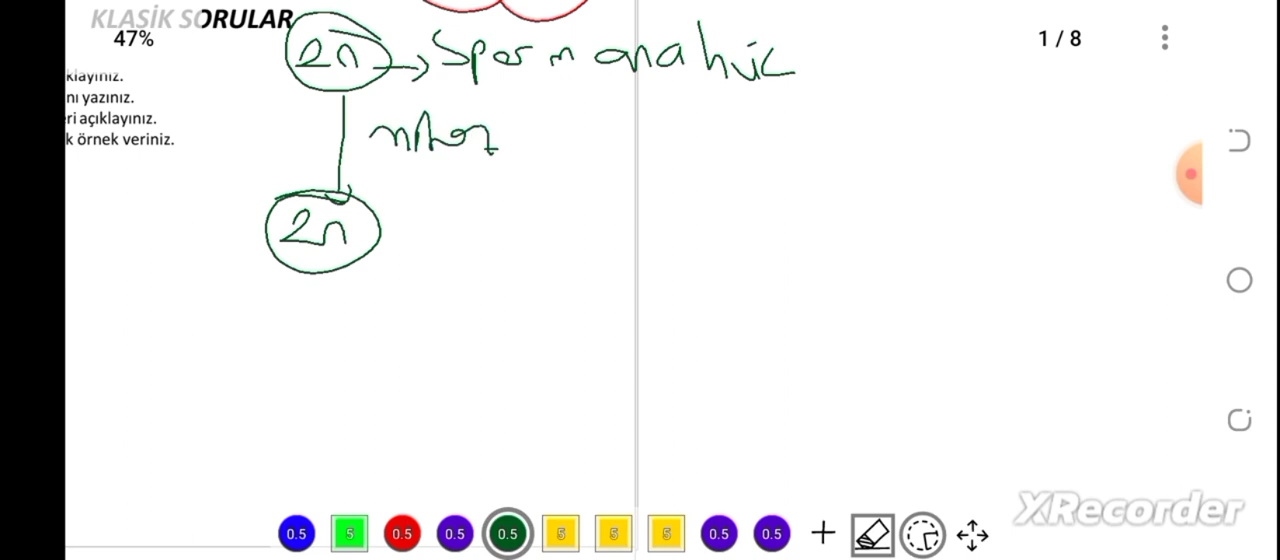 KLASİK SORULAR
47%
1 / 8
2n → Sperm ana hüc
klayınız.
nı yazınız.
ri açıklayınız.
k örnek veriniz.
mitoz
2n
XRecorder
0.5 5 0.5 0.5 0.5 5 5 5 0.5 0.5